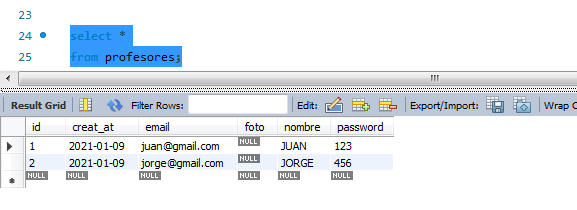 23
24 select *
25 from profesores;
Result Grid Filter Rows: Edit: Export/Import: Wrap C
id creat_at email foto nombre password
1 2021-01-09 juan@gmail.com NULL JUAN 123
2 2021-01-09 jorge@gmail.com NULL JORGE 456
NULL NULL NULL NULL NULL NULL